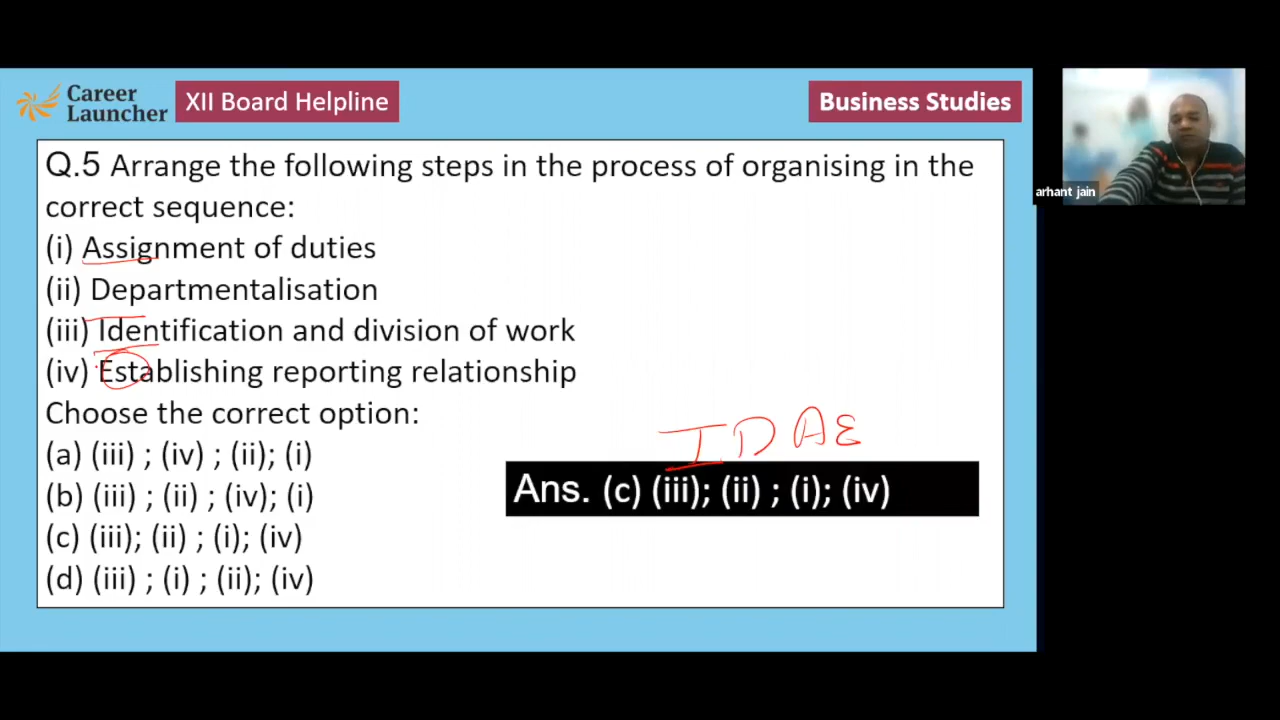 Career
Launcher
XII Board Helpline
Business Studies
arhant jain
Q.5 Arrange the following steps in the process of organising in the
correct sequence:
(i) Assignment of duties
(ii) Departmentalisation
(iii) Identification and division of work
(iv) Establishing reporting relationship
Choose the correct option:
(a) (iii) ; (iv) ; (ii); (i)
(b) (iii) ; (ii) ; (iv); (i)
(c) (iii); (ii) ; (i); (iv)
(d) (iii) ; (i) ; (ii); (iv)
I D A E
Ans. (c) (iii); (ii) ; (i); (iv)